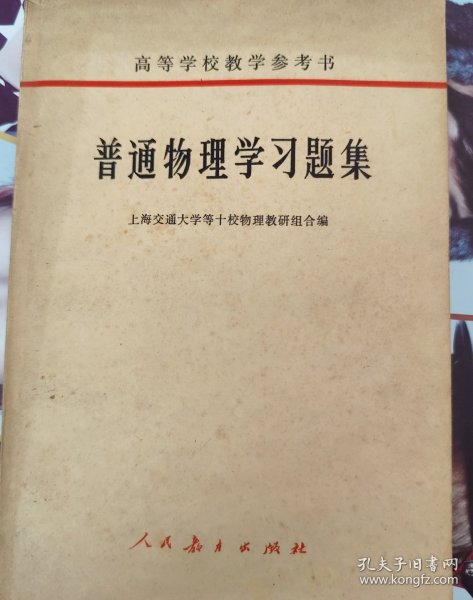 高等学校教学参考书
普通物理学习题集
上海交通大学等十校物理教研组合编
人民教育出版社
孔夫子旧书网
www.kongfz.com